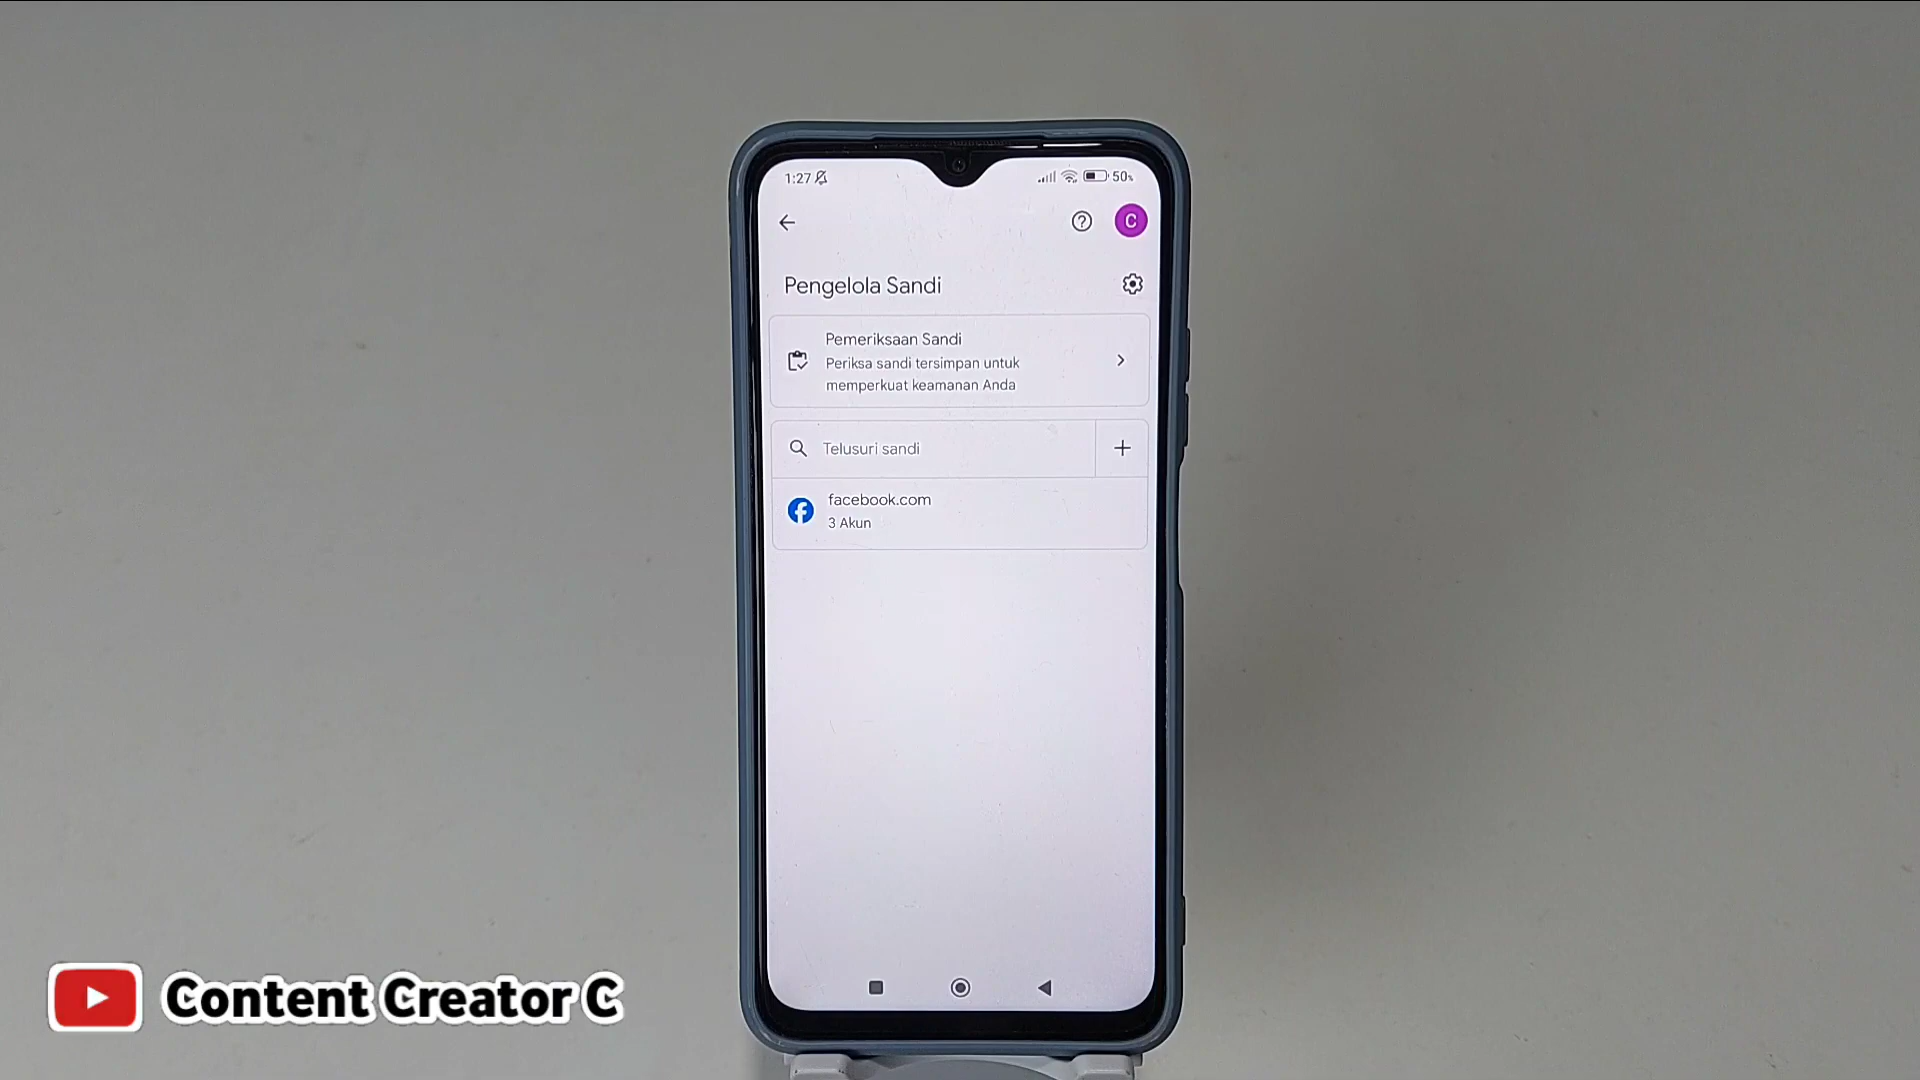 1:27
50%
C
Pengelola Sandi
Pemeriksaan Sandi
Periksa sandi tersimpan untuk
memperkuat keamanan Anda
Telusuri sandi
facebook.com
3 Akun
Content Creator C